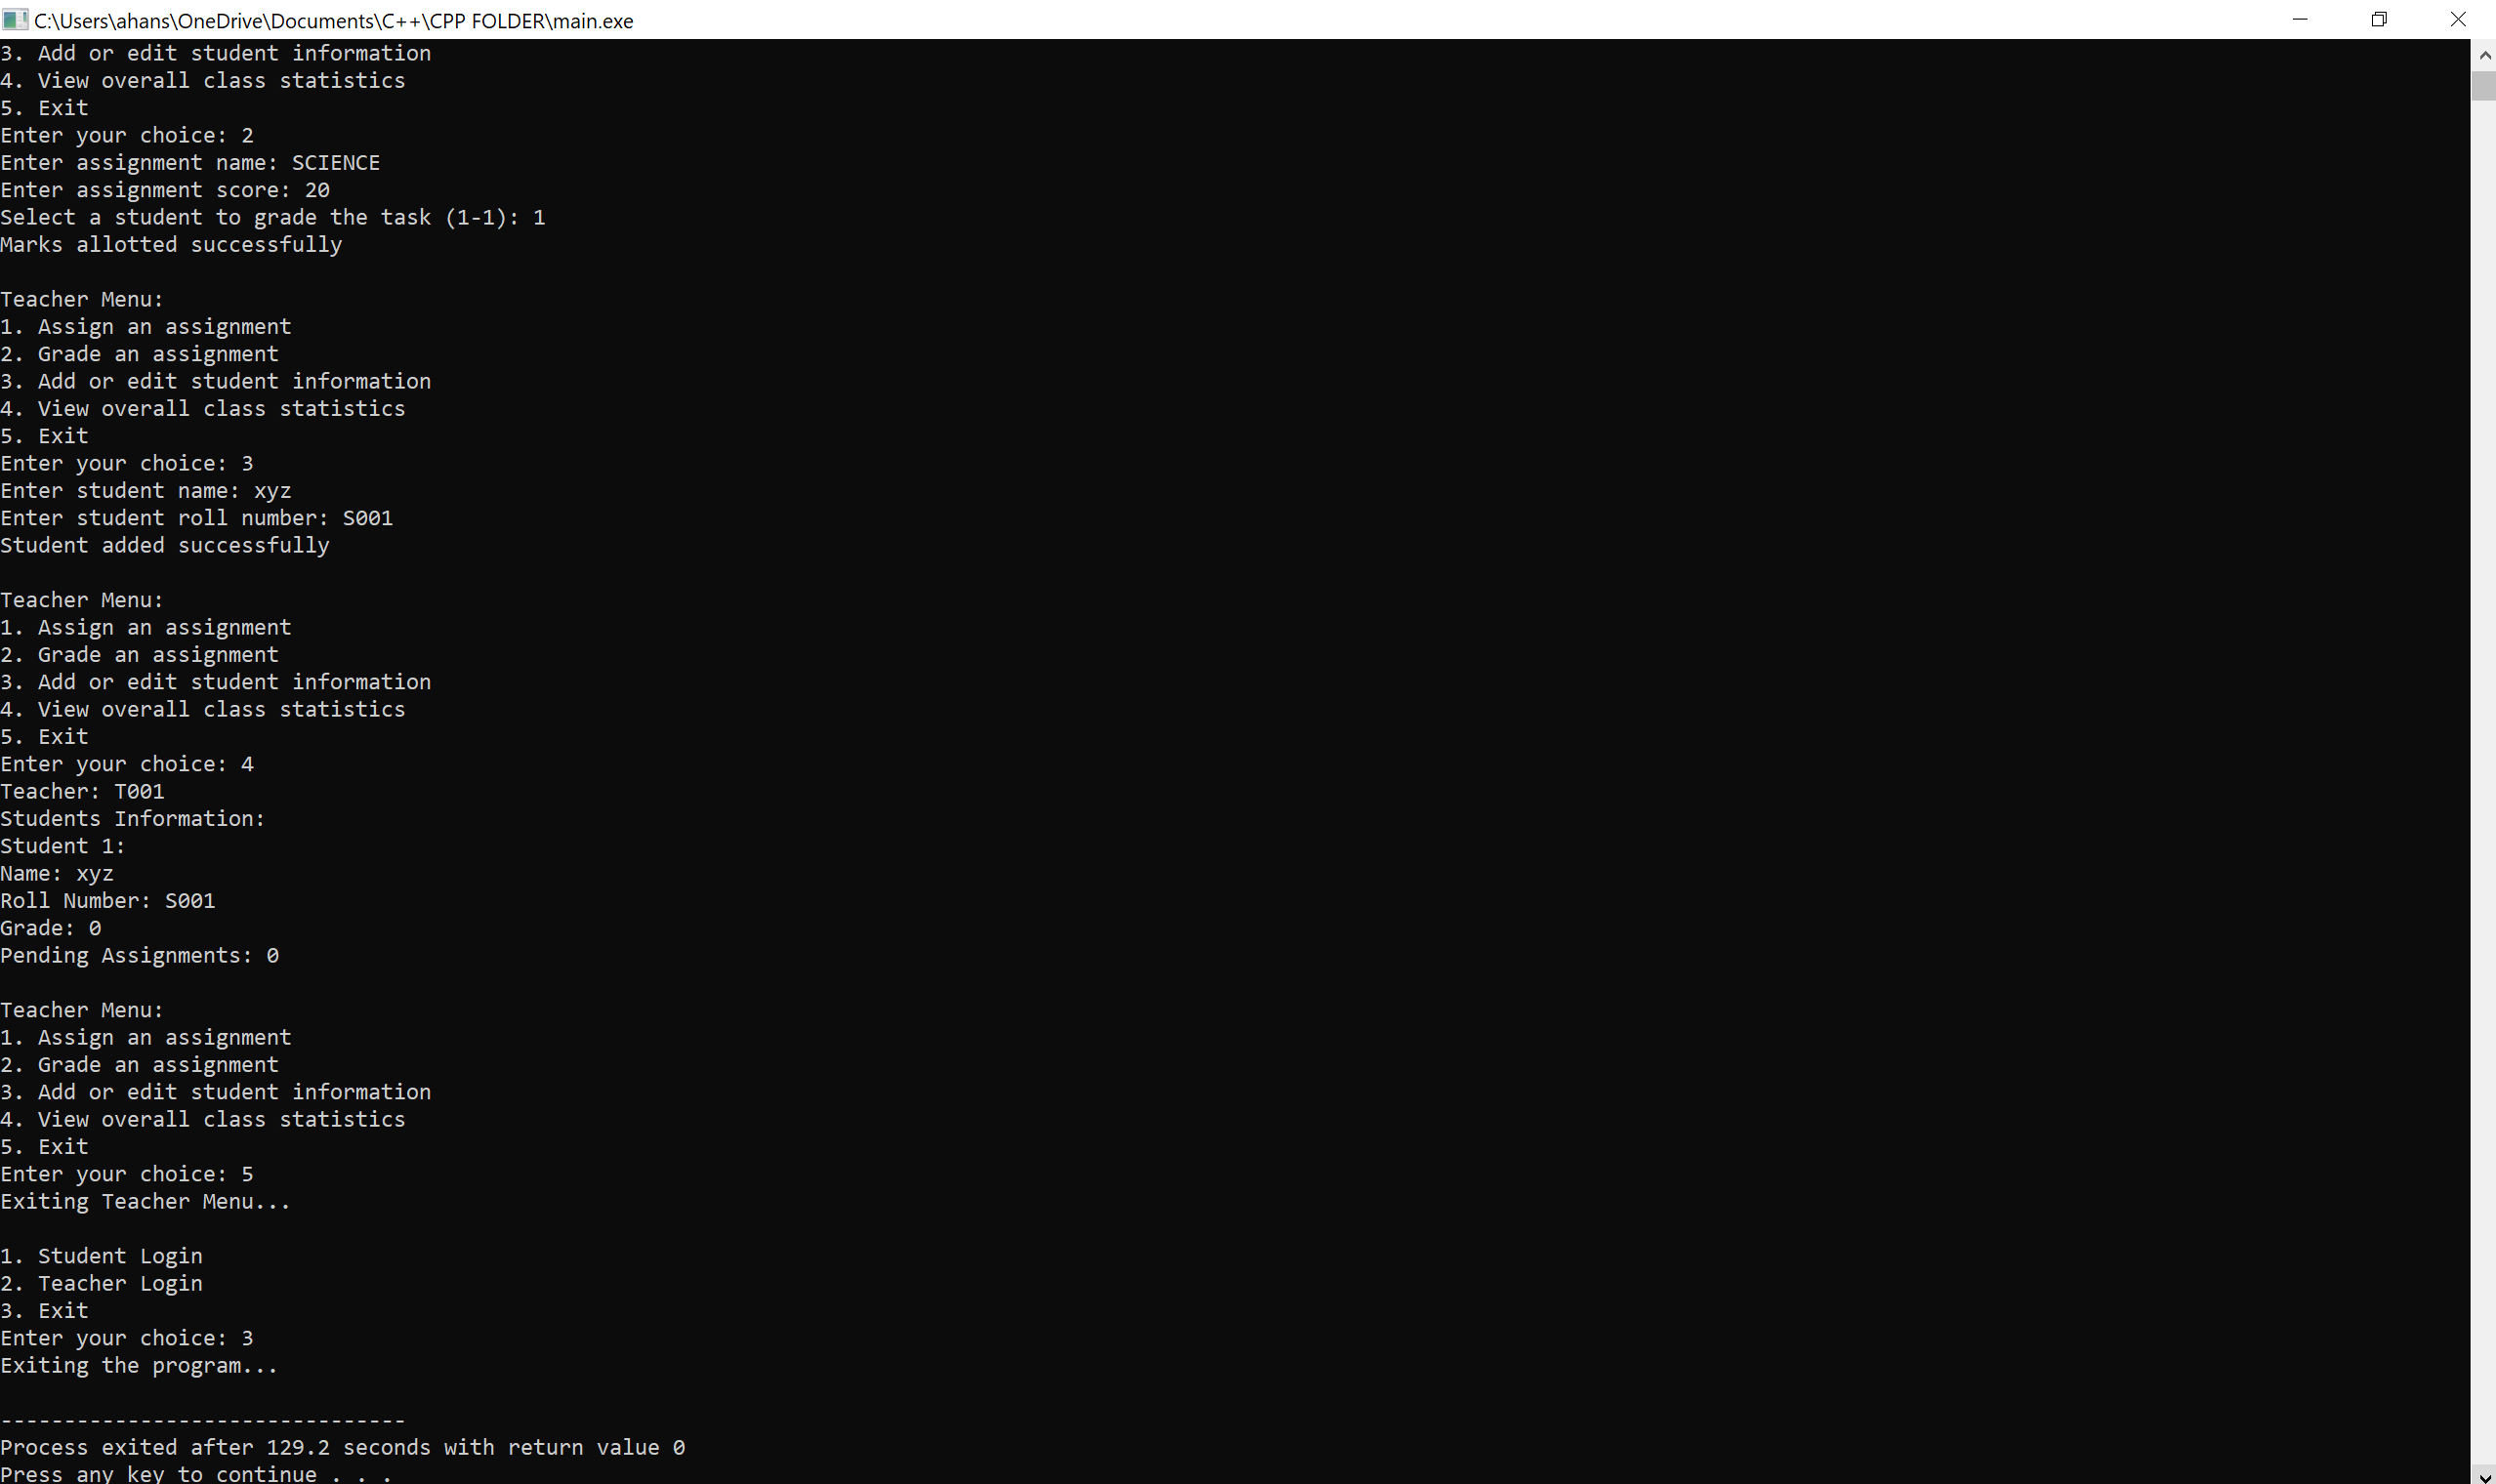 C:\Users\ahans\OneDrive\Documents\C++\CPP FOLDER\main.exe
3. Add or edit student information
4. View overall class statistics
5. Exit
Enter your choice: 2
Enter assignment name: SCIENCE
Enter assignment score: 20
Select a student to grade the task (1-1): 1
Marks allotted successfully

Teacher Menu:
1. Assign an assignment
2. Grade an assignment
3. Add or edit student information
4. View overall class statistics
5. Exit
Enter your choice: 3
Enter student name: xyz
Enter student roll number: S001
Student added successfully

Teacher Menu:
1. Assign an assignment
2. Grade an assignment
3. Add or edit student information
4. View overall class statistics
5. Exit
Enter your choice: 4
Teacher: T001
Students Information:
Student 1:
Name: xyz
Roll Number: S001
Grade: 0
Pending Assignments: 0

Teacher Menu:
1. Assign an assignment
2. Grade an assignment
3. Add or edit student information
4. View overall class statistics
5. Exit
Enter your choice: 5
Exiting Teacher Menu...

1. Student Login
2. Teacher Login
3. Exit
Enter your choice: 3
Exiting the program...

--------------------------------
Process exited after 129.2 seconds with return value 0
Press any key to continue . . .